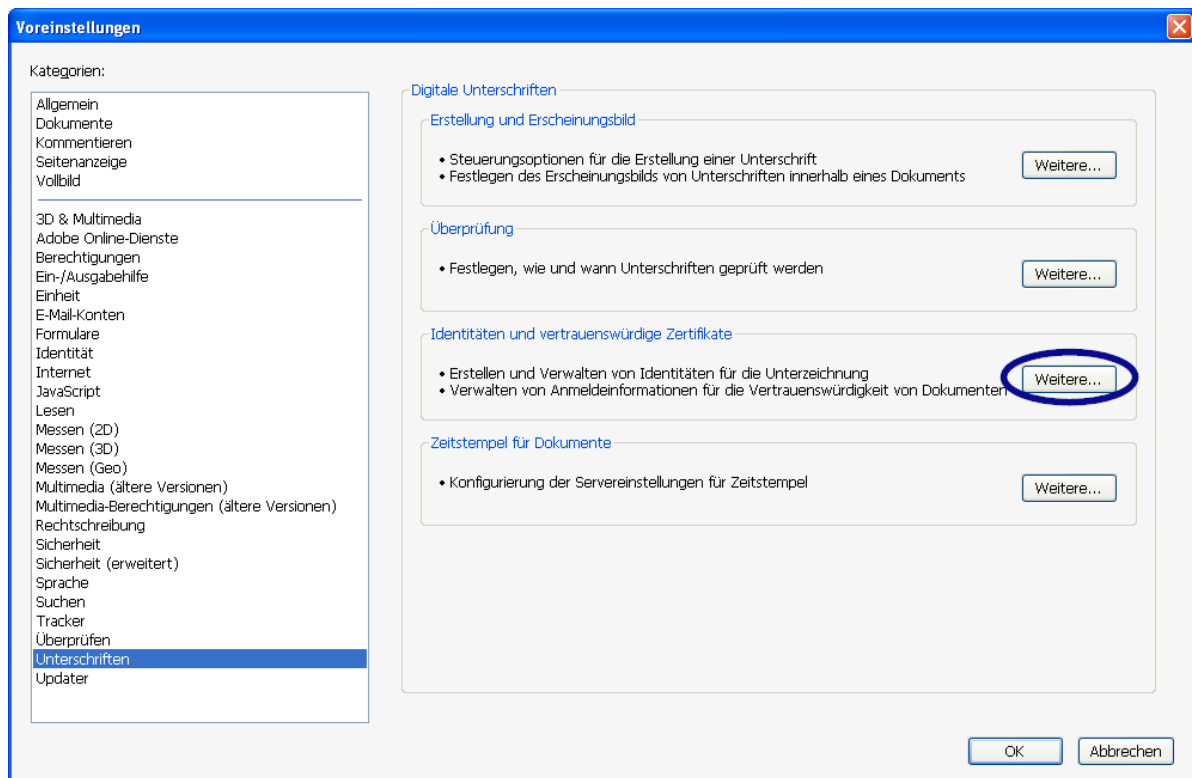 Voreinstellungen
Kategorien:
Allgemein
Dokumente
Kommentieren
Seitenanzeige
Vollbild
3D & Multimedia
Adobe Online-Dienste
Berechtigungen
Ein-/Ausgabehilfe
Einheit
E-Mail-Konten
Formulare
Identität
Internet
JavaScript
Lesen
Messen (2D)
Messen (3D)
Messen (Geo)
Multimedia (ältere Versionen)
Multimedia-Berechtigungen (ältere Versionen)
Rechtschreibung
Sicherheit
Sicherheit (erweitert)
Sprache
Suchen
Tracker
Überprüfen
Unterschriften
Updater
Digitale Unterschriften
Erstellung und Erscheinungsbild
• Steuerungsoptionen für die Erstellung einer Unterschrift
• Festlegen des Erscheinungsbilds von Unterschriften innerhalb eines Dokuments
Weitere...
Überprüfung
• Festlegen, wie und wann Unterschriften geprüft werden
Weitere...
Identitäten und vertrauenswürdige Zertifikate
• Erstellen und Verwalten von Identitäten für die Unterzeichnung
• Verwalten von Anmeldeinformationen für die Vertrauenswürdigkeit von Dokumenten
Weitere...
Zeitstempel für Dokumente
• Konfigurierung der Servereinstellungen für Zeitstempel
Weitere...
OK
Abbrechen